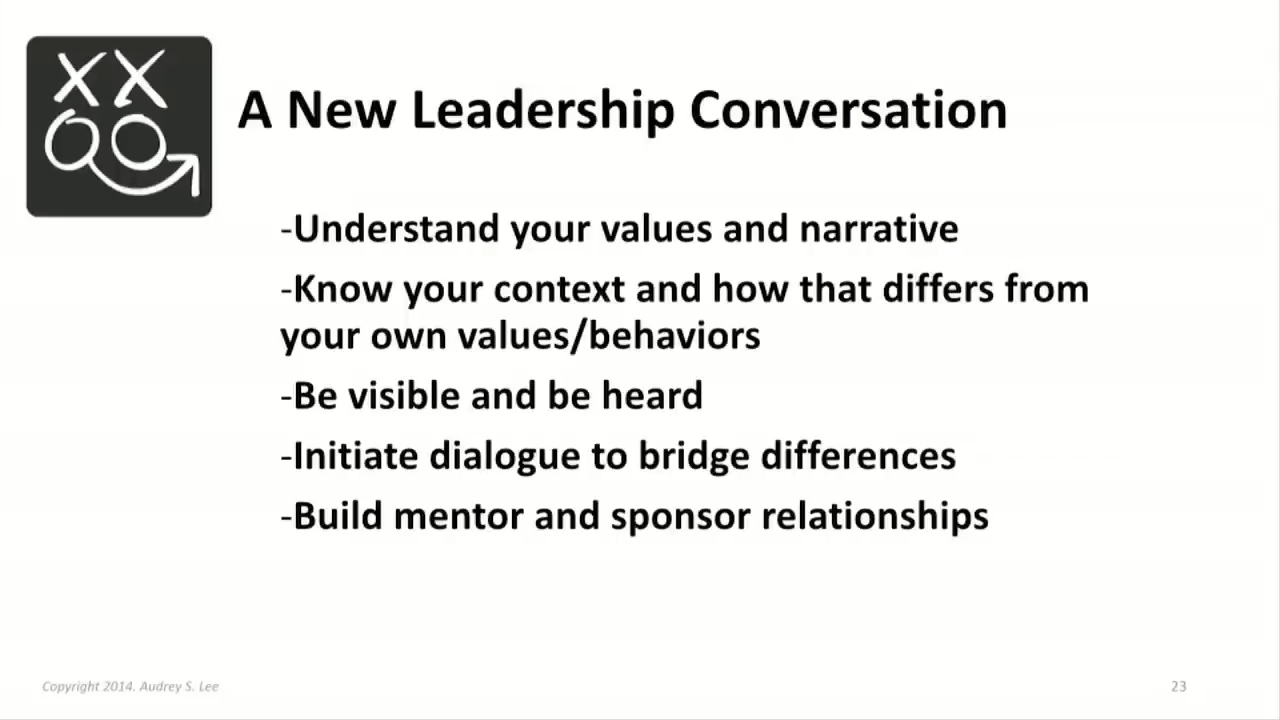 A New Leadership Conversation
-Understand your values and narrative
-Know your context and how that differs from
your own values/behaviors
-Be visible and be heard
-Initiate dialogue to bridge differences
-Build mentor and sponsor relationships
Copyright 2014. Audrey S. Lee
23